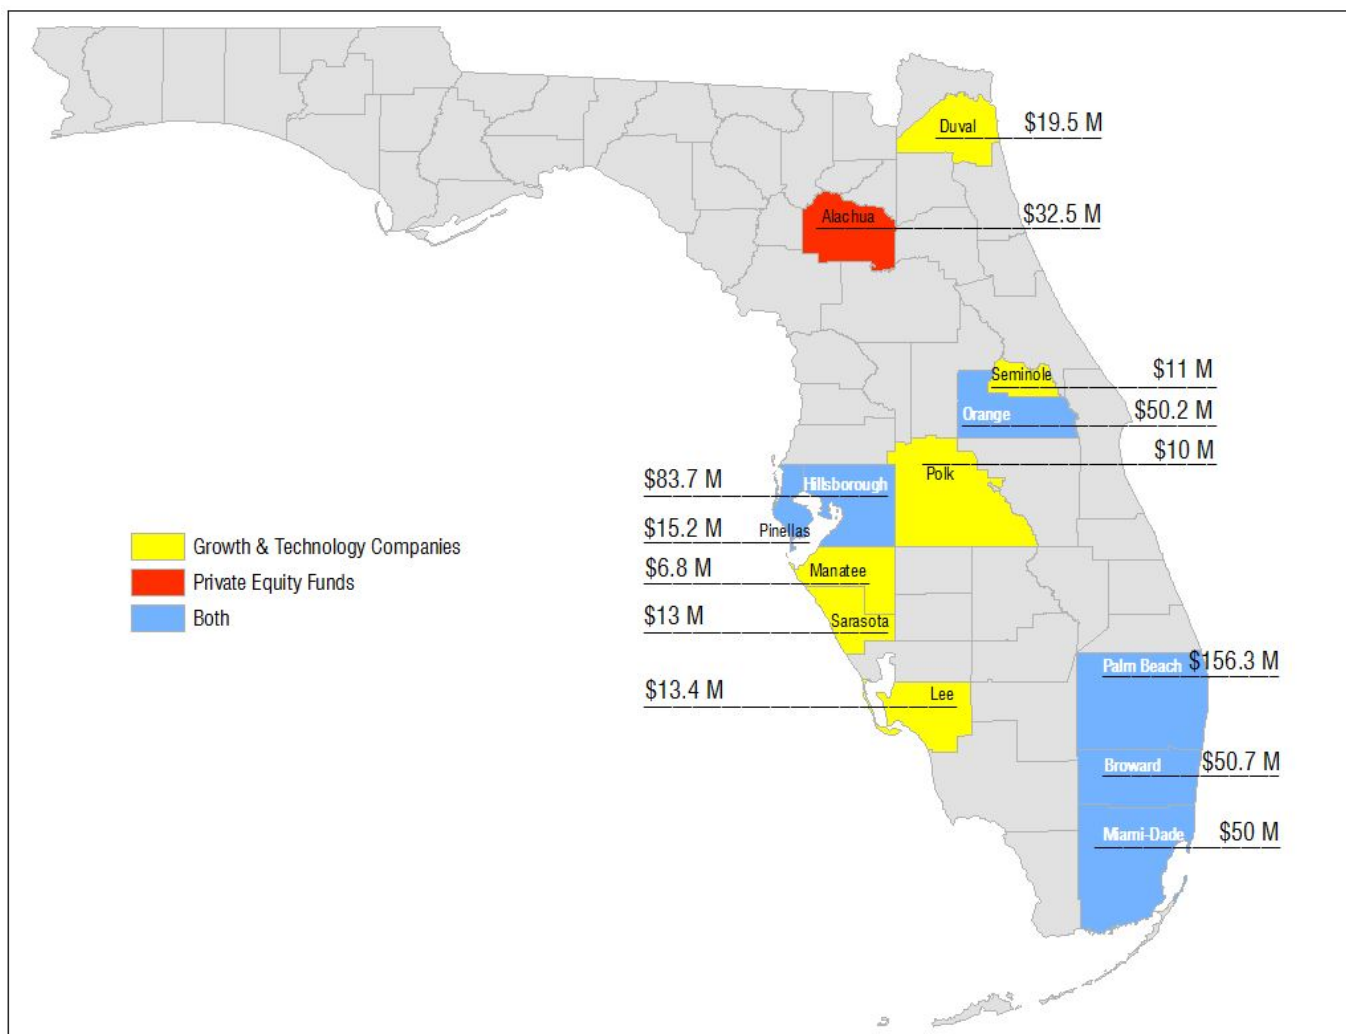 Duval $19.5 M
Alachua $32.5 M
Seminole $11 M
Orange $50.2 M
Polk $10 M
$83.7 M Hillsborough
$15.2 M Pinellas
Growth & Technology Companies
$6.8 M Manatee
Private Equity Funds
Both
$13 M Sarasota
Palm Beach $156.3 M
$13.4 M Lee
Broward $50.7 M
Miami-Dade $50 M